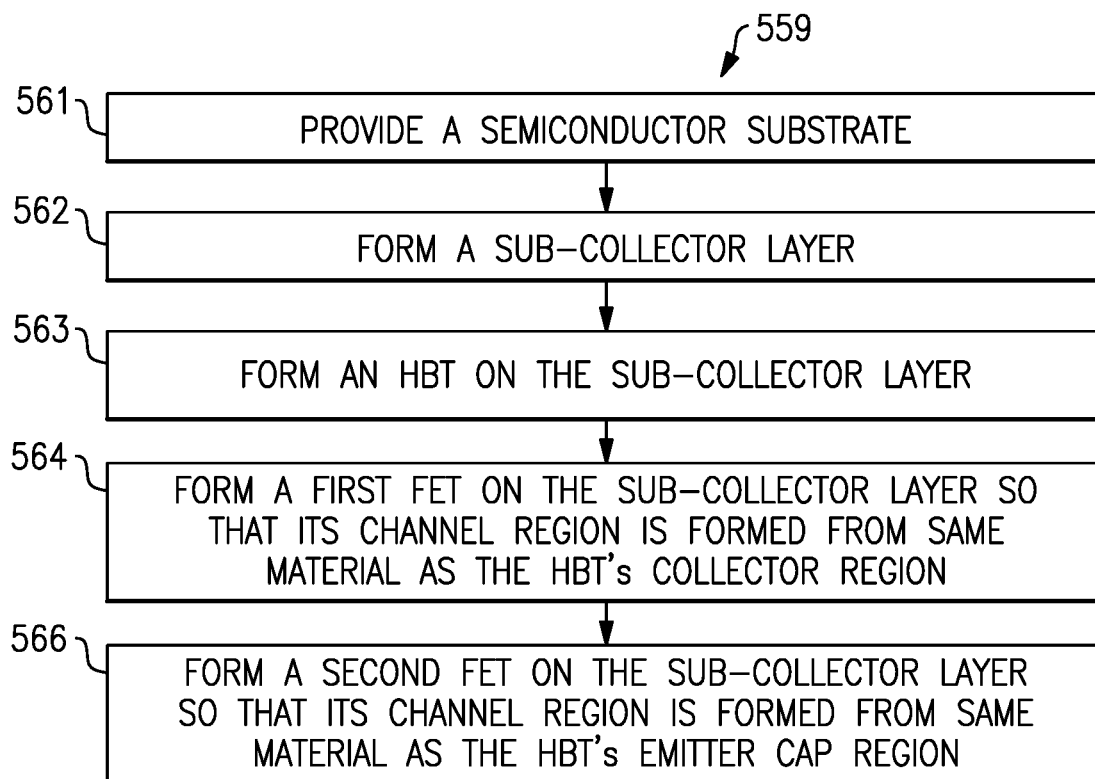 559
561
PROVIDE A SEMICONDUCTOR SUBSTRATE
562
FORM A SUB-COLLECTOR LAYER
563
FORM AN HBT ON THE SUB-COLLECTOR LAYER
564
FORM A FIRST FET ON THE SUB-COLLECTOR LAYER SO
THAT ITS CHANNEL REGION IS FORMED FROM SAME
MATERIAL AS THE HBT's COLLECTOR REGION
566
FORM A SECOND FET ON THE SUB-COLLECTOR LAYER
SO THAT ITS CHANNEL REGION IS FORMED FROM SAME
MATERIAL AS THE HBT's EMITTER CAP REGION